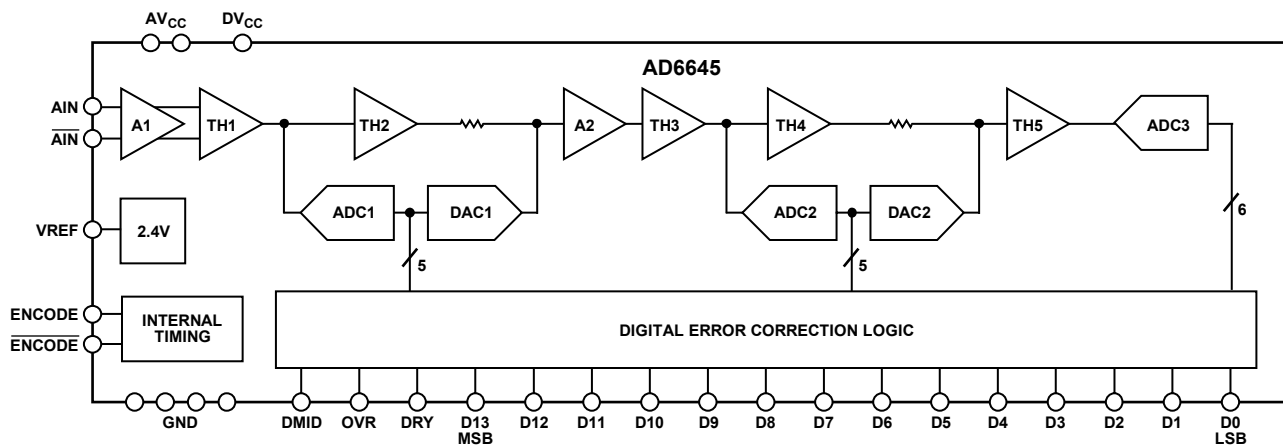 AVCC DVCC
AD6645
AIN
AIN
A1
TH1
TH2
A2
TH3
TH4
TH5
ADC3
ADC1
DAC1
ADC2
DAC2
VREF
2.4V
5
5
6
ENCODE
ENCODE
INTERNAL
TIMING
DIGITAL ERROR CORRECTION LOGIC
GND
DMID OVR DRY D13 D12 D11 D10 D9 D8 D7 D6 D5 D4 D3 D2 D1 D0
MSB LSB